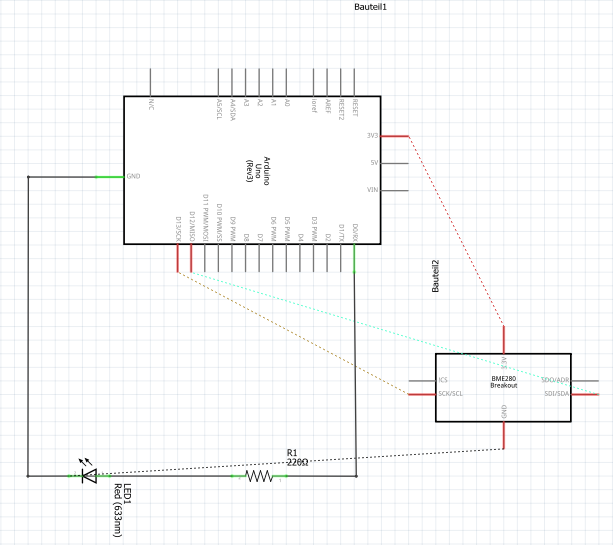 Bauteil1
N/C
A5/SCL
A4/SDA
A3
A2
A1
A0
ioref
AREF
RESET2
RESET
3V3
5V
VIN
GND
Arduino
Uno
(Rev3)
D13/SCK
D12/MISO
D11 PWM/MOSI
D10 PWM/SS
D9 PWM
D8
D7
D6 PWM
D5 PWM
D4
D3 PWM
D2
D1/TX
D0/RX
Bauteil2
BME280
Breakout
SCK/SCL
SDO/ADR
SDI/SDA
GND
R1
220Ω
LED1
Red (633nm)